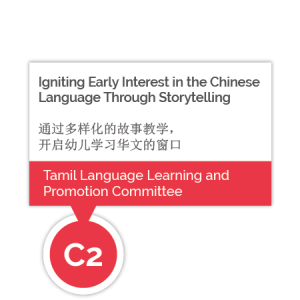 Igniting Early Interest in the Chinese
Language Through Storytelling
通过多样化的故事教学，
开启幼儿学习华文的窗口
Tamil Language Learning and
Promotion Committee
C2